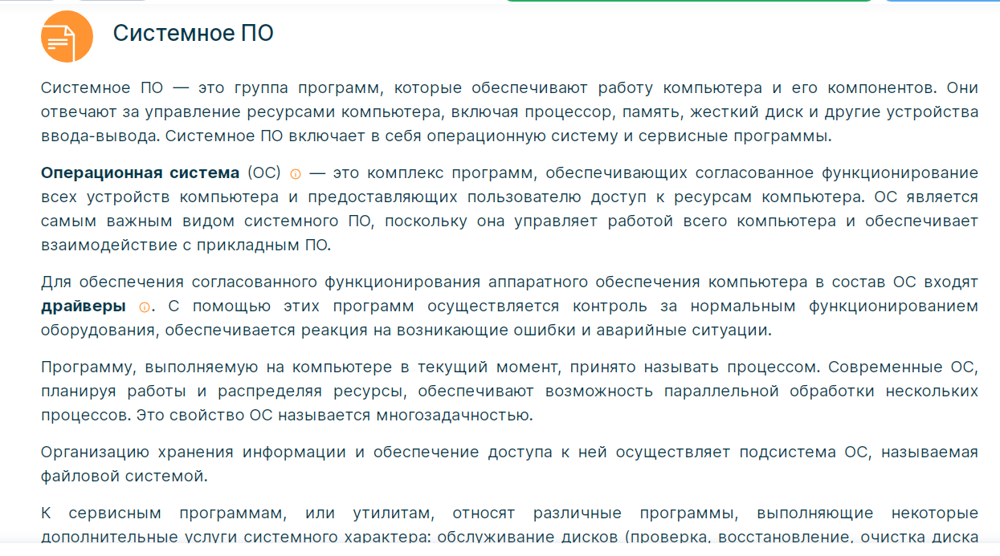 Системное ПО
Системное ПО — это группа программ, которые обеспечивают работу компьютера и его компонентов. Они
отвечают за управление ресурсами компьютера, включая процессор, память, жесткий диск и другие устройства
ввода-вывода. Системное ПО включает в себя операционную систему и сервисные программы.
Операционная система (ОС) — это комплекс программ, обеспечивающих согласованное функционирование
всех устройств компьютера и предоставляющих пользователю доступ к ресурсам компьютера. ОС является
самым важным видом системного ПО, поскольку она управляет работой всего компьютера и обеспечивает
взаимодействие с прикладным ПО.
Для обеспечения согласованного функционирования аппаратного обеспечения компьютера в состав ОС входят
драйверы . С помощью этих программ осуществляется контроль за нормальным функционированием
оборудования, обеспечивается реакция на возникающие ошибки и аварийные ситуации.
Программу, выполняемую на компьютере в текущий момент, принято называть процессом. Современные ОС,
планируя работы и распределяя ресурсы, обеспечивают возможность параллельной обработки нескольких
процессов. Это свойство ОС называется многозадачностью.
Организацию хранения информации и обеспечение доступа к ней осуществляет подсистема ОС, называемая
файловой системой.
К сервисным программам, или утилитам, относят различные программы, выполняющие некоторые
дополнительные услуги системного характера: обслуживание дисков (проверка, восстановление, очистка диска